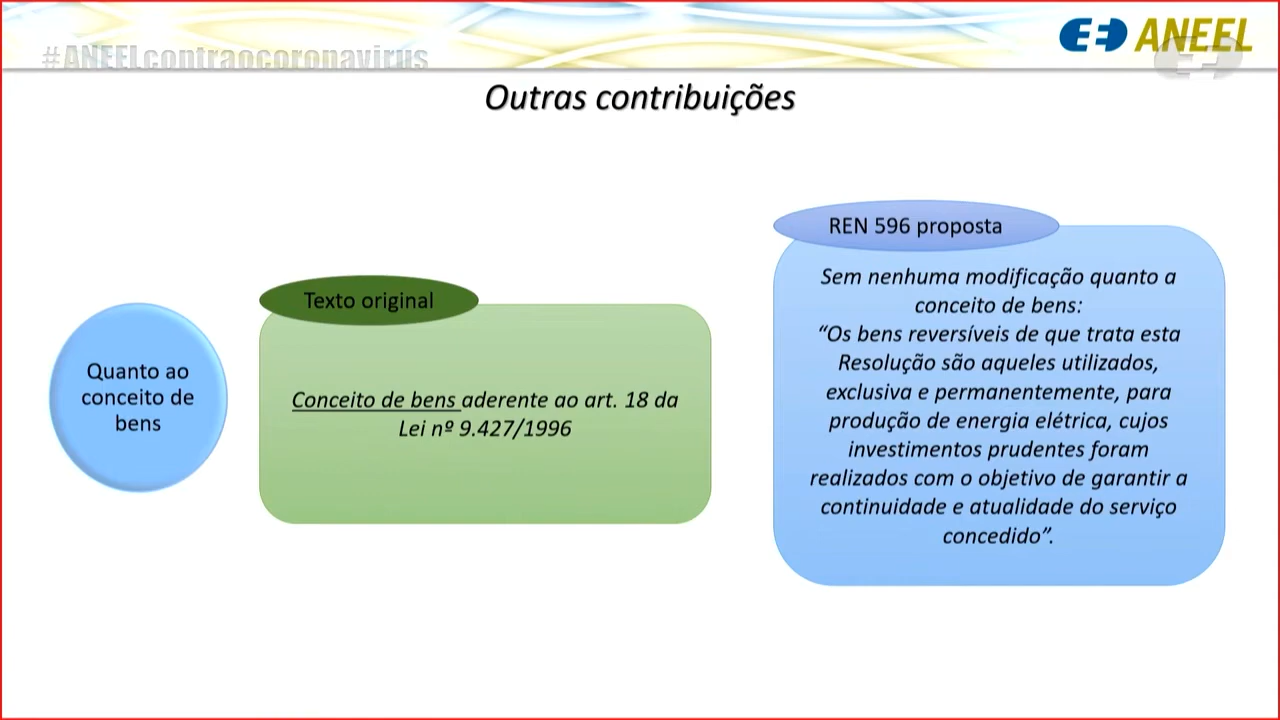 #ANEELcontraocoronavirus
ANEEL
Outras contribuições
Quanto ao
conceito de
bens
Texto original
Conceito de bens aderente ao art. 18 da
Lei nº 9.427/1996
REN 596 proposta
Sem nenhuma modificação quanto a
conceito de bens:
“Os bens reversíveis de que trata esta
Resolução são aqueles utilizados,
exclusiva e permanentemente, para
produção de energia elétrica, cujos
investimentos prudentes foram
realizados com o objetivo de garantir a
continuidade e atualidade do serviço
concedido”.